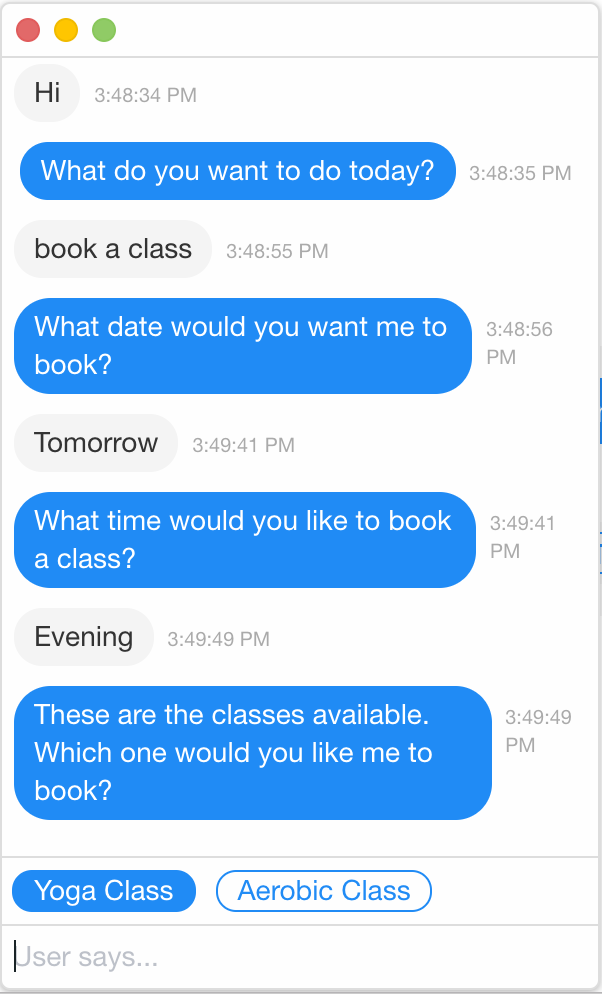 Hi 3:48:34 PM
What do you want to do today? 3:48:35 PM
book a class 3:48:55 PM
What date would you want me to
book?
3:48:56
PM
Tomorrow 3:49:41 PM
What time would you like to book
a class?
3:49:41
PM
Evening 3:49:49 PM
These are the classes available.
Which one would you like me to
book?
3:49:49
PM
Yoga Class Aerobic Class
User says...